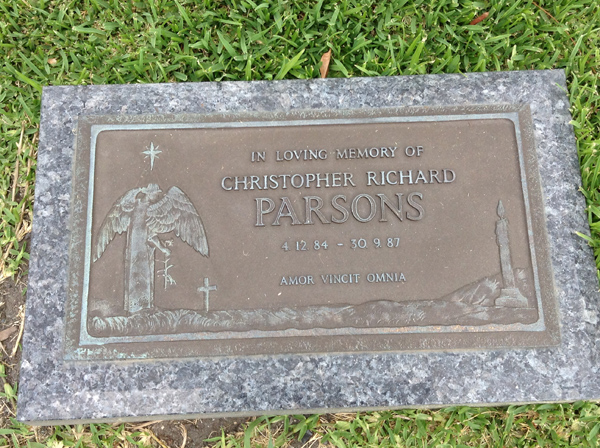 IN LOVING MEMORY OF
CHRISTOPHER RICHARD
PARSONS
4.12.84 - 30.9.87
AMOR VINCIT OMNIA